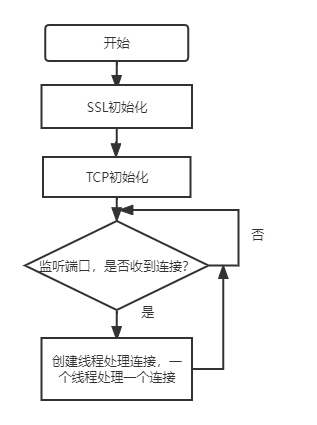 开始
SSL初始化
TCP初始化
监听端口，是否收到连接?
否
是
创建线程处理连接，一
个线程处理一个连接